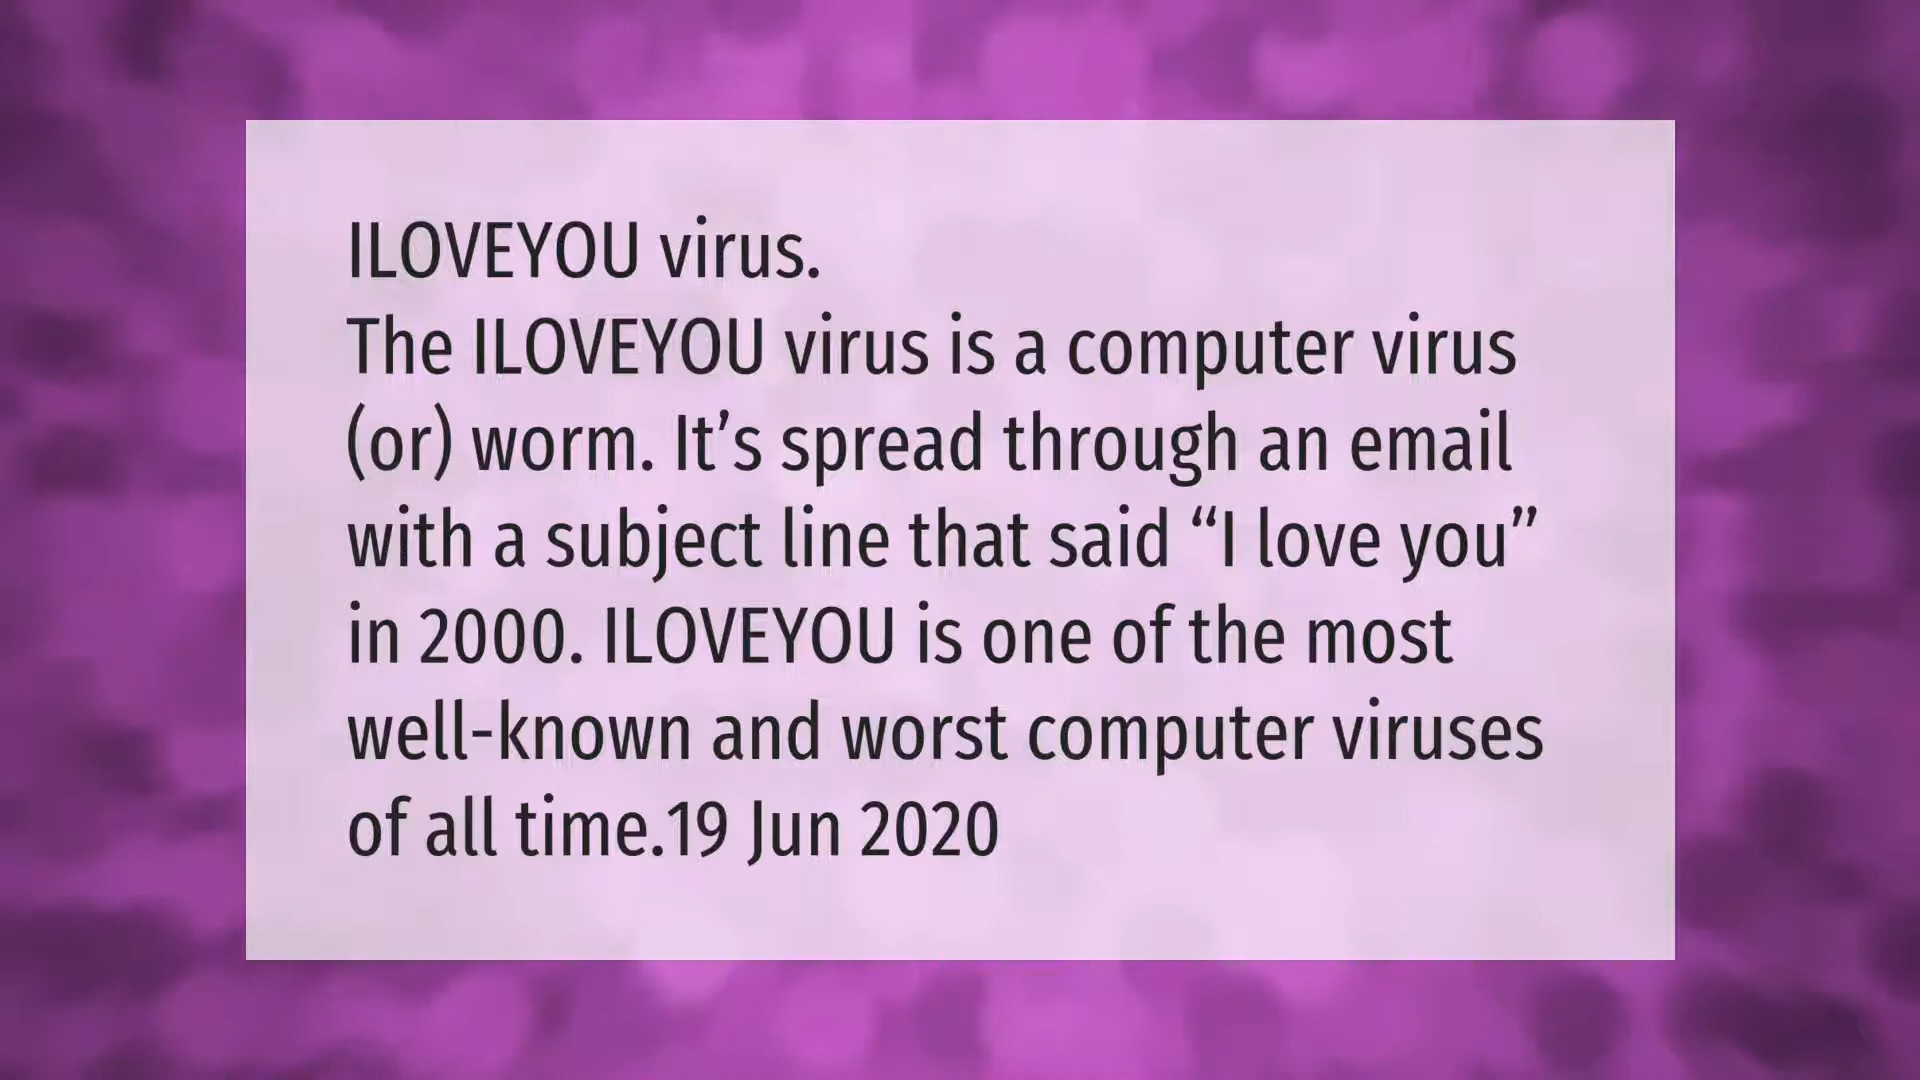 ILOVEYOU virus.
The ILOVEYOU virus is a computer virus
(or) worm. It’s spread through an email
with a subject line that said “I love you”
in 2000. ILOVEYOU is one of the most
well-known and worst computer viruses
of all time.19 Jun 2020